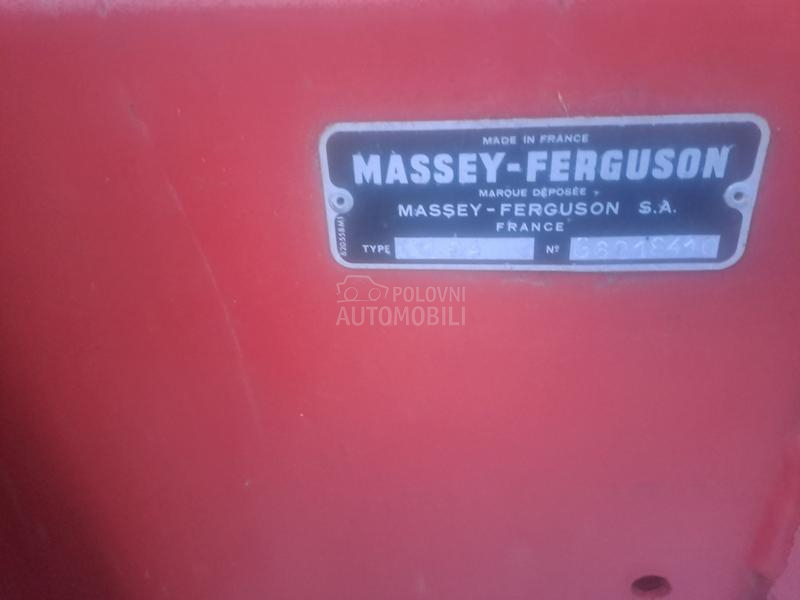 MADE IN FRANCE
MASSEY-FERGUSON
MARQUE DÉPOSÉE
MASSEY-FERGUSON S.A.
FRANCE
TYPE Nº
POLOVNI
AUTOMOBILI